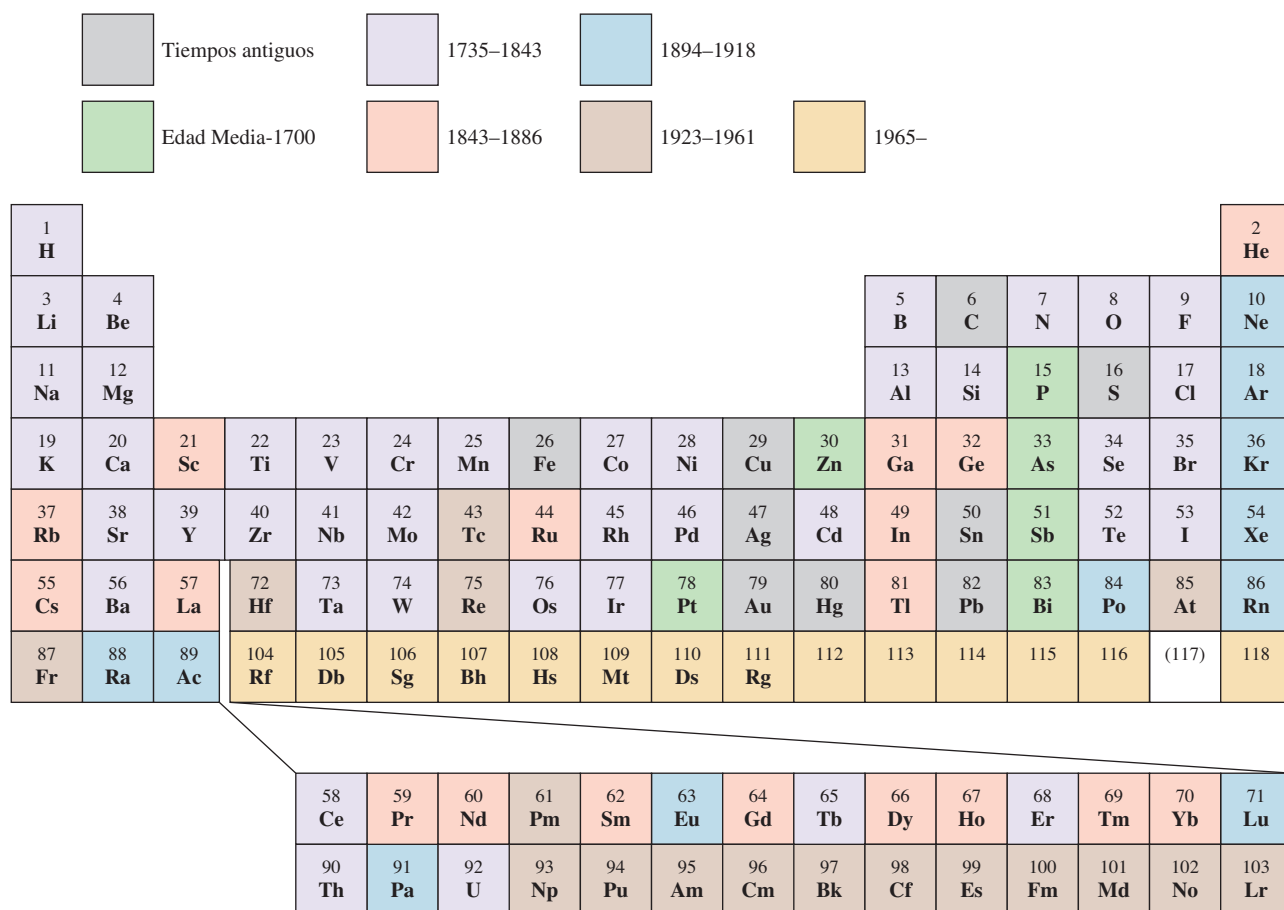 Tiempos antiguos 1735–1843 1894–1918
Edad Media-1700 1843–1886 1923–1961 1965–
1 2
H He
3 4 5 6 7 8 9 10
Li Be B C N O F Ne
11 12 13 14 15 16 17 18
Na Mg Al Si P S Cl Ar
19 20 21 22 23 24 25 26 27 28 29 30 31 32 33 34 35 36
K Ca Sc Ti V Cr Mn Fe Co Ni Cu Zn Ga Ge As Se Br Kr
37 38 39 40 41 42 43 44 45 46 47 48 49 50 51 52 53 54
Rb Sr Y Zr Nb Mo Tc Ru Rh Pd Ag Cd In Sn Sb Te I Xe
55 56 57 72 73 74 75 76 77 78 79 80 81 82 83 84 85 86
Cs Ba La Hf Ta W Re Os Ir Pt Au Hg Tl Pb Bi Po At Rn
87 88 89 104 105 106 107 108 109 110 111 112 113 114 115 116 (117) 118
Fr Ra Ac Rf Db Sg Bh Hs Mt Ds Rg
58 59 60 61 62 63 64 65 66 67 68 69 70 71
Ce Pr Nd Pm Sm Eu Gd Tb Dy Ho Er Tm Yb Lu
90 91 92 93 94 95 96 97 98 99 100 101 102 103
Th Pa U Np Pu Am Cm Bk Cf Es Fm Md No Lr